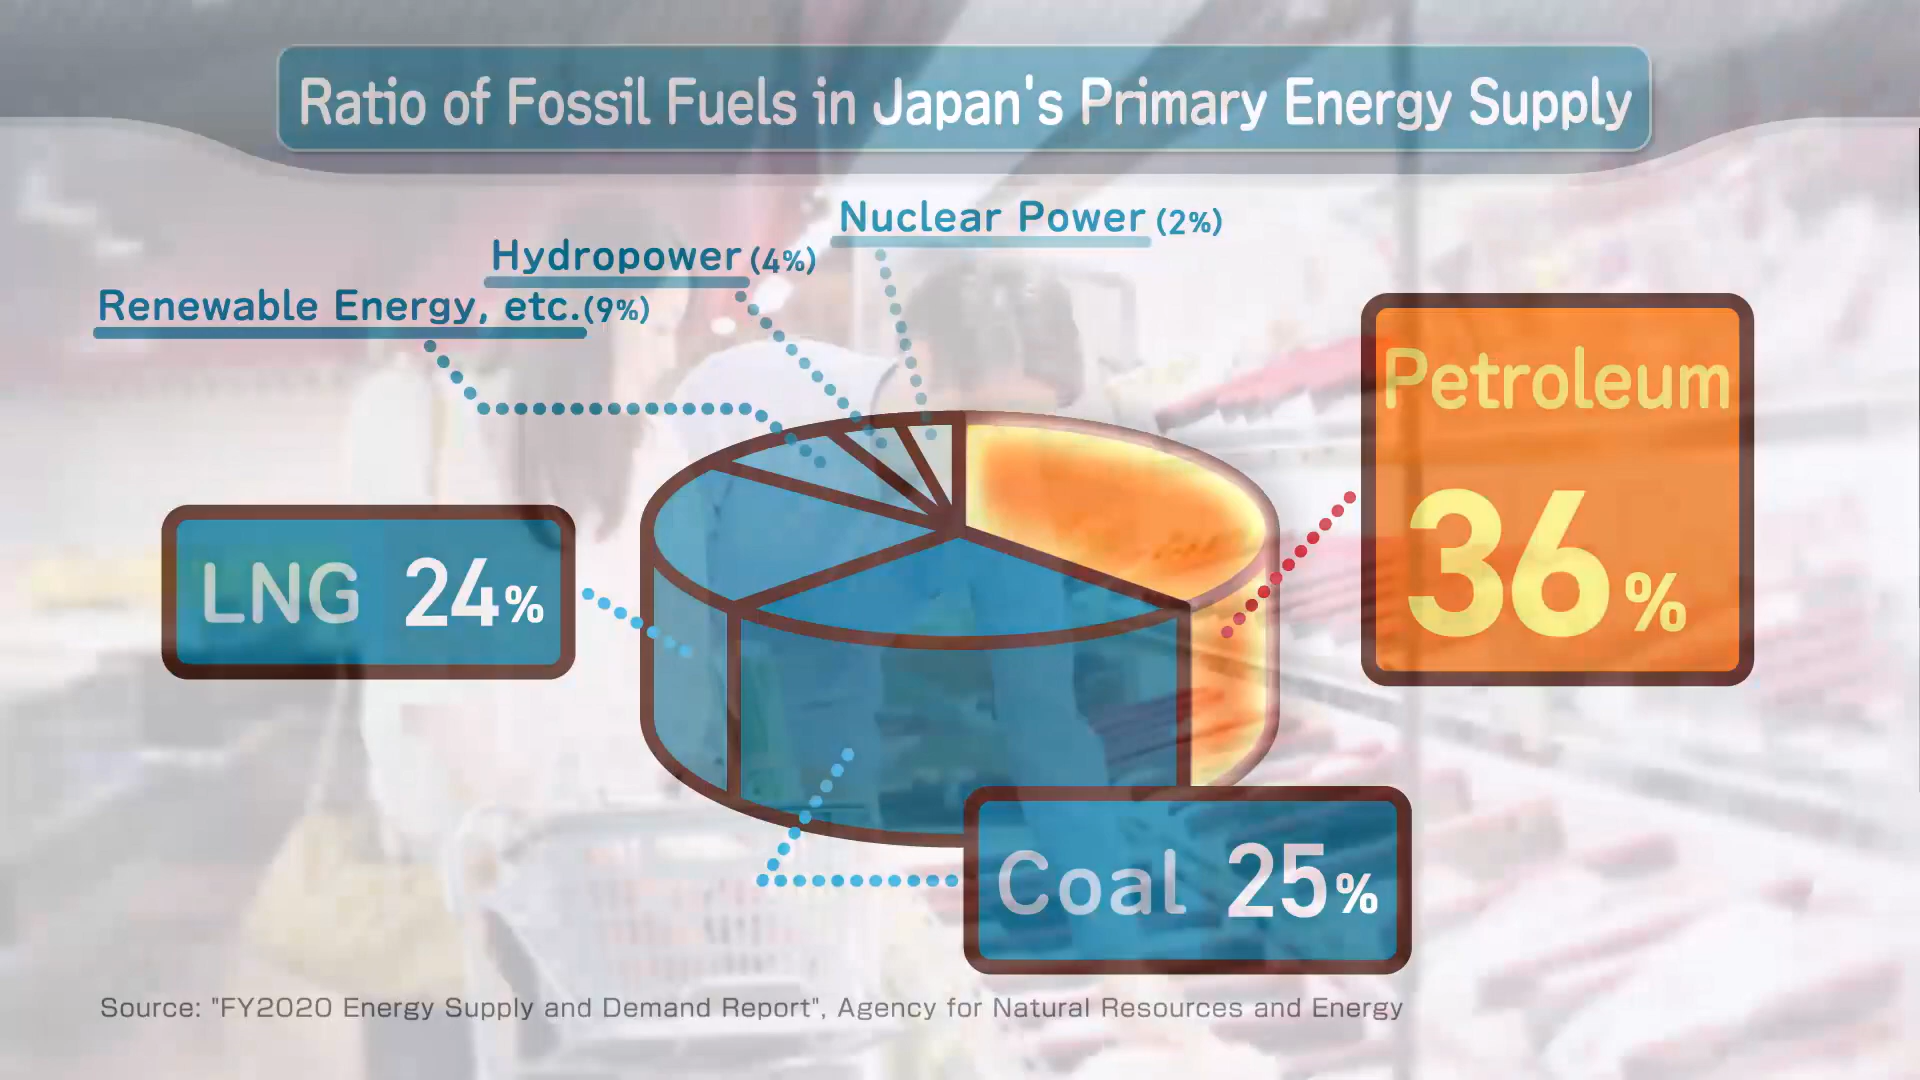 Ratio of Fossil Fuels in Japan's Primary Energy Supply
Nuclear Power (2%)
Hydropower (4%)
Renewable Energy, etc.(9%)
Petroleum
36%
LNG 24%
Coal 25%
Source: "FY2020 Energy Supply and Demand Report", Agency for Natural Resources and Energy